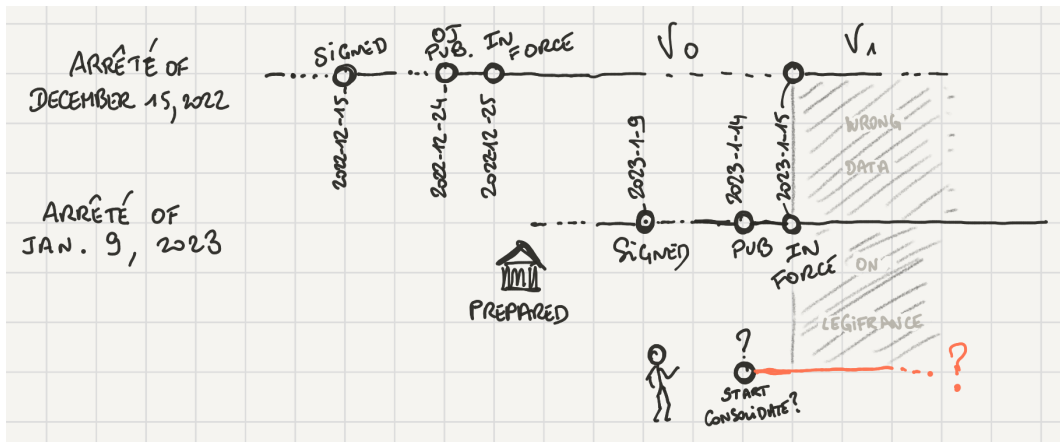 ARRÊTÉ OF
DECEMBER 15, 2022
SIGNED
OJ
PUB.
IN
FORCE
V0
V1
2022-12-15
2022-12-24
2022-12-25
2023-1-9
2023-1-14
2023-1-15
WRONG
DATA
ARRÊTÉ OF
JAN. 9, 2023
SIGNED
PUB
IN
FORCE
ON
LEGIFRANCE
PREPARED
?
START
CONSOLIDATE?
?